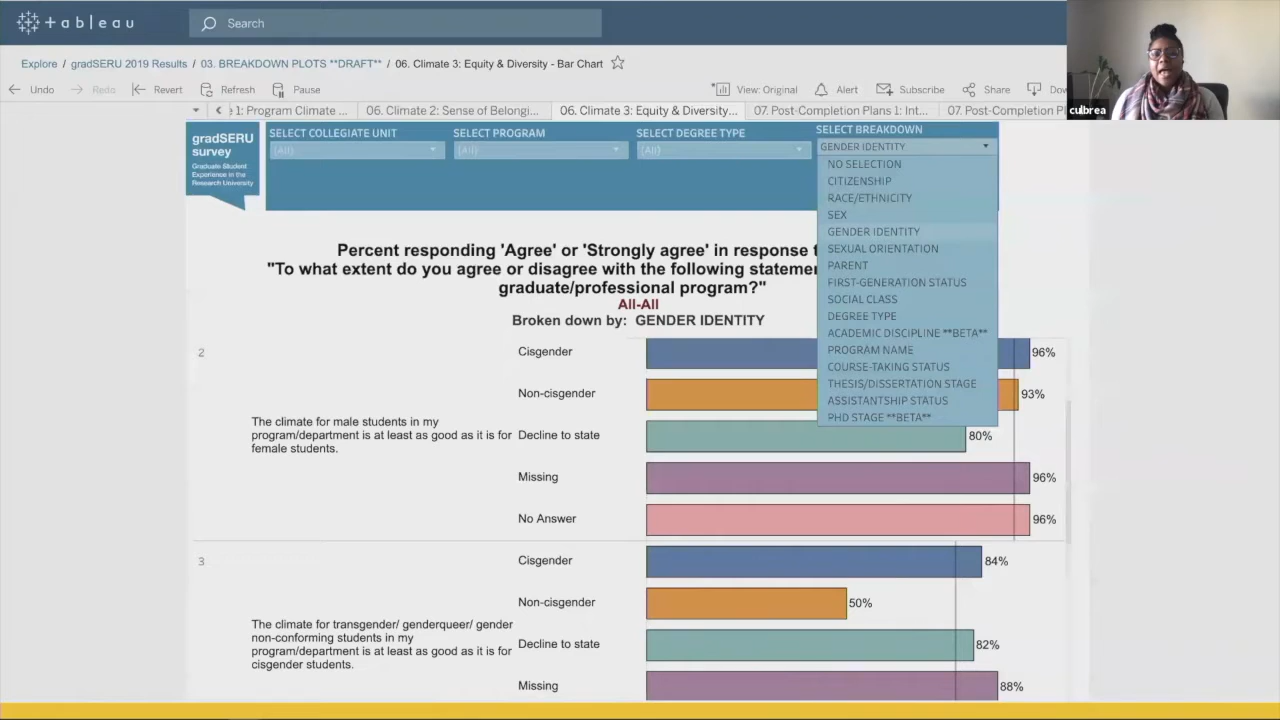 tableau
Search
Explore / gradSERU 2019 Results / 03. BREAKDOWN PLOTS **DRAFT** / 06. Climate 3: Equity & Diversity - Bar Chart
Undo Redo Revert Refresh Pause View: Original Alert Subscribe Share Dow
culbrea
1: Program Climate ... 06. Climate 2: Sense of Belongi... 06. Climate 3: Equity & Diversity... 07. Post-Completion Plans 1: Int... 07. Post-Completion Pl
gradSERU
survey
Graduate Student
Experience in the
Research University
SELECT COLLEGIATE UNIT
(All)
SELECT PROGRAM
(All)
SELECT DEGREE TYPE
(All)
SELECT BREAKDOWN
GENDER IDENTITY
NO SELECTION
CITIZENSHIP
RACE/ETHNICITY
SEX
GENDER IDENTITY
SEXUAL ORIENTATION
PARENT
FIRST-GENERATION STATUS
SOCIAL CLASS
DEGREE TYPE
ACADEMIC DISCIPLINE **BETA**
PROGRAM NAME
COURSE-TAKING STATUS
THESIS/DISSERTATION STAGE
ASSISTANTSHIP STATUS
PHD STAGE **BETA**
Percent responding 'Agree' or 'Strongly agree' in response t
"To what extent do you agree or disagree with the following statemen
graduate/professional program?"
All-All
Broken down by: GENDER IDENTITY
2
The climate for male students in my
program/department is at least as good as it is for
female students.
Cisgender 96%
Non-cisgender 93%
Decline to state 80%
Missing 96%
No Answer 96%
3
The climate for transgender/ genderqueer/ gender
non-conforming students in my
program/department is at least as good as it is for
cisgender students.
Cisgender 84%
Non-cisgender 50%
Decline to state 82%
Missing 88%